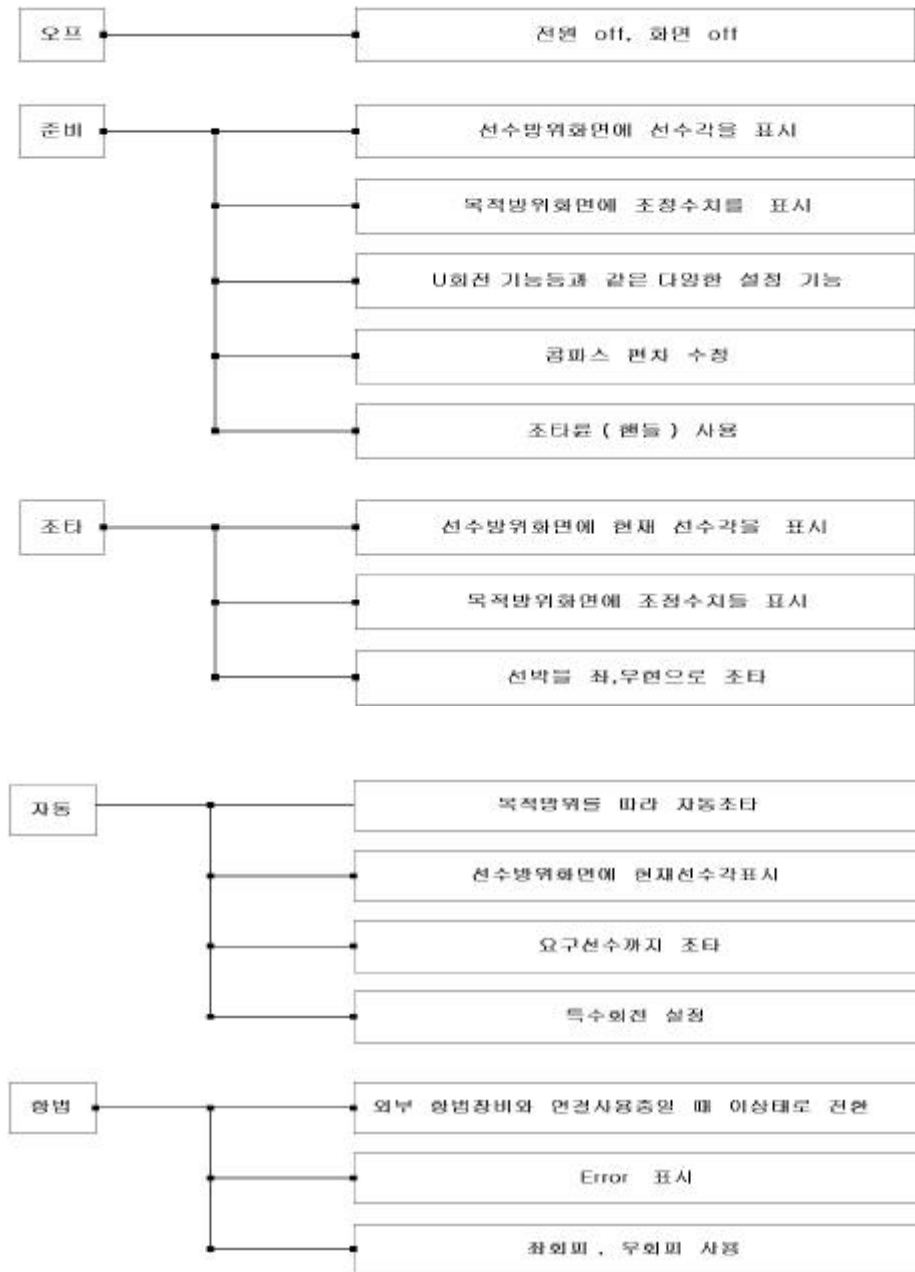 오프
전원 off, 화면 off
준비
선수방위화면에 선수각을 표시
목적방위화면에 조정수치를 표시
U회전 기능등과 같은 다양한 설정 기능
콤파스 편차 수정
조타륜 ( 핸들 ) 사용
조타
선수방위화면에 현재 선수각을 표시
목적방위화면에 조정수치를 표시
선박을 좌,우현으로 조타
자동
목적방위를 따라 자동조타
선수방위화면에 현재선수각표시
요구선수까지 조타
특수회전 설정
항법
외부 항법장비와 연결사용중일 때 이상태로 전환
Error 표시
좌회피 , 우회피 사용